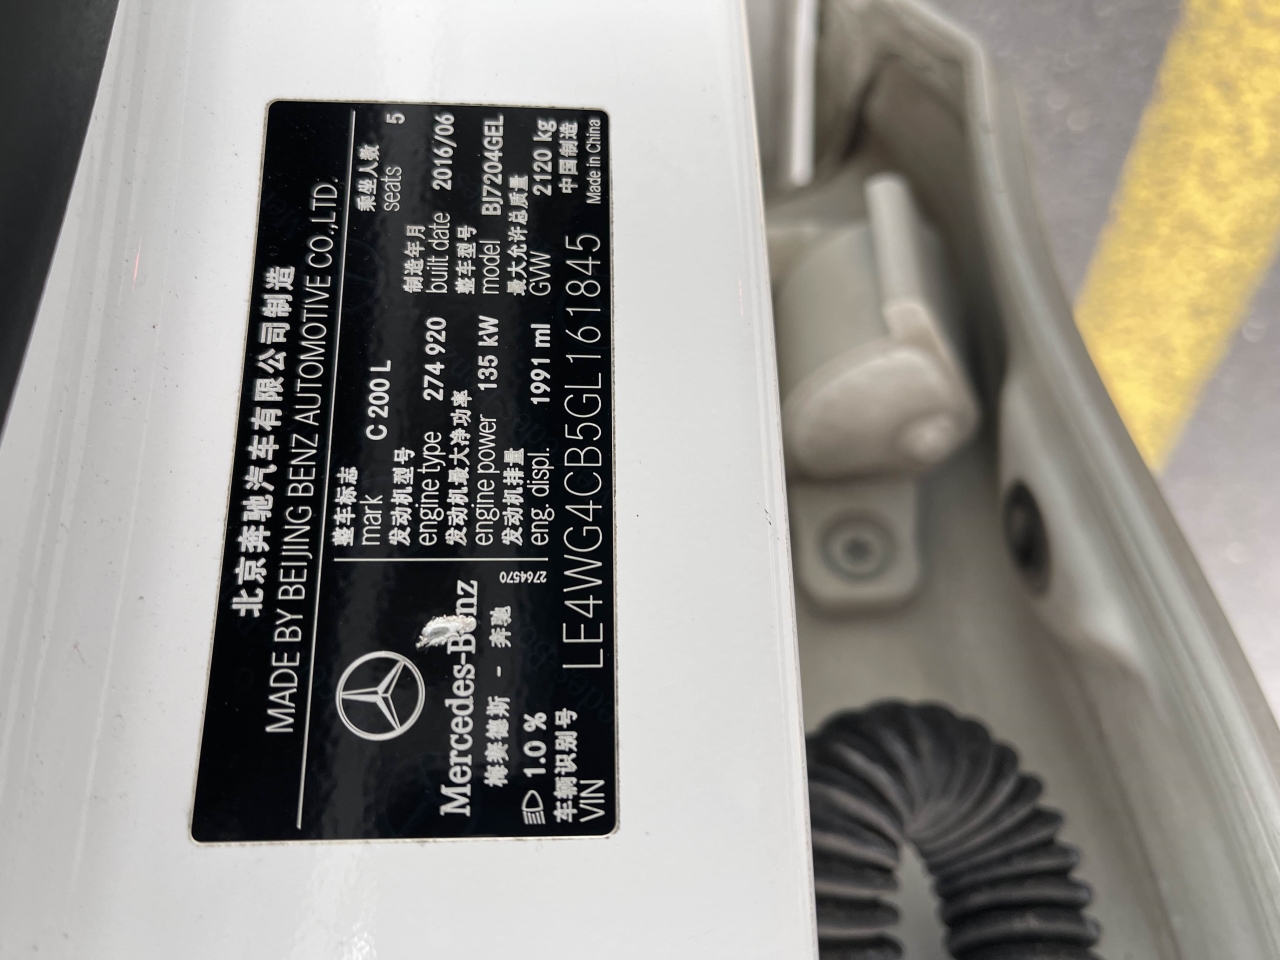 北京奔驰汽车有限公司制造
MADE BY BEIJING BENZ AUTOMOTIVE CO.,LTD.
Mercedes-Benz
梅赛德斯 - 奔驰
1.0 %
2764570
整车标志
mark C 200 L
乘坐人数
seats 5
发动机型号
engine type 274 920
制造年月
built date 2016/06
发动机最大净功率
engine power 135 kW
整车型号
model BJ7204GEL
发动机排量
eng. displ. 1991 ml
最大允许总质量
GVW 2120 kg
车辆识别号
VIN LE4WG4CB5GL161845
中国制造
Made in China